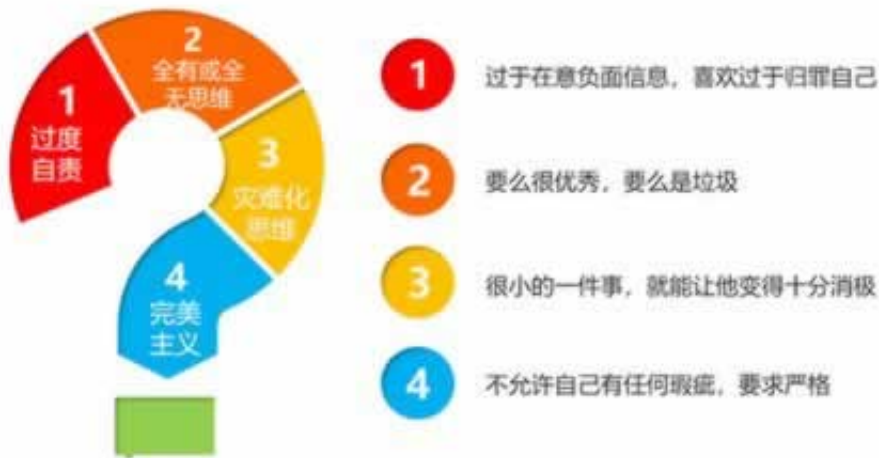 1
过度
自责
2
全有或全
无思维
3
灾难化
思维
4
完美
主义
1 过于在意负面信息，喜欢过于归罪自己
2 要么很优秀，要么是垃圾
3 很小的一件事，就能让他变得十分消极
4 不允许自己有任何瑕疵，要求严格